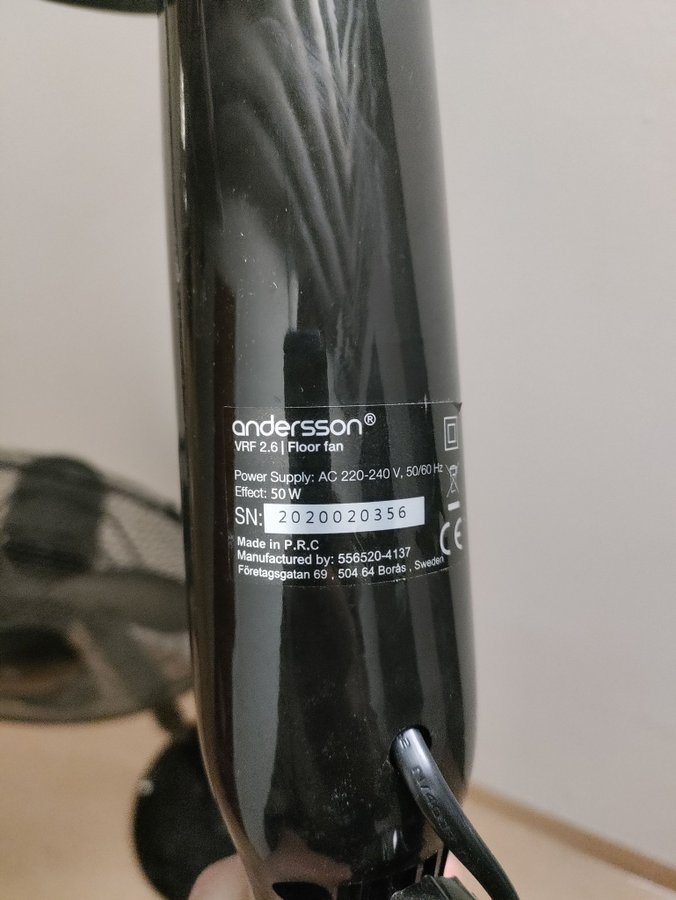 andersson®
VRF 2.6 | Floor fan
Power Supply: AC 220-240 V, 50/60 Hz
Effect: 50 W
SN: 2020020356
Made in P.R.C
Manufactured by: 556520-4137
Företagsgatan 69 , 504 64 Borås , Sweden
CE